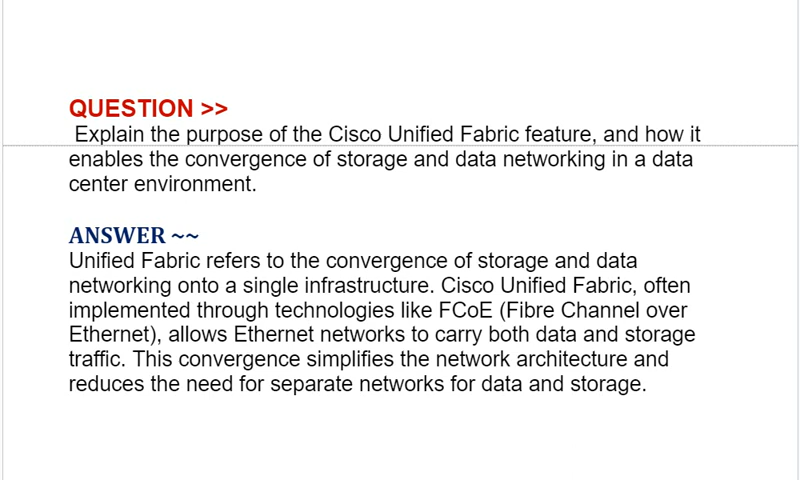 QUESTION >>
Explain the purpose of the Cisco Unified Fabric feature, and how it
enables the convergence of storage and data networking in a data
center environment.
ANSWER ~~
Unified Fabric refers to the convergence of storage and data
networking onto a single infrastructure. Cisco Unified Fabric, often
implemented through technologies like FCoE (Fibre Channel over
Ethernet), allows Ethernet networks to carry both data and storage
traffic. This convergence simplifies the network architecture and
reduces the need for separate networks for data and storage.